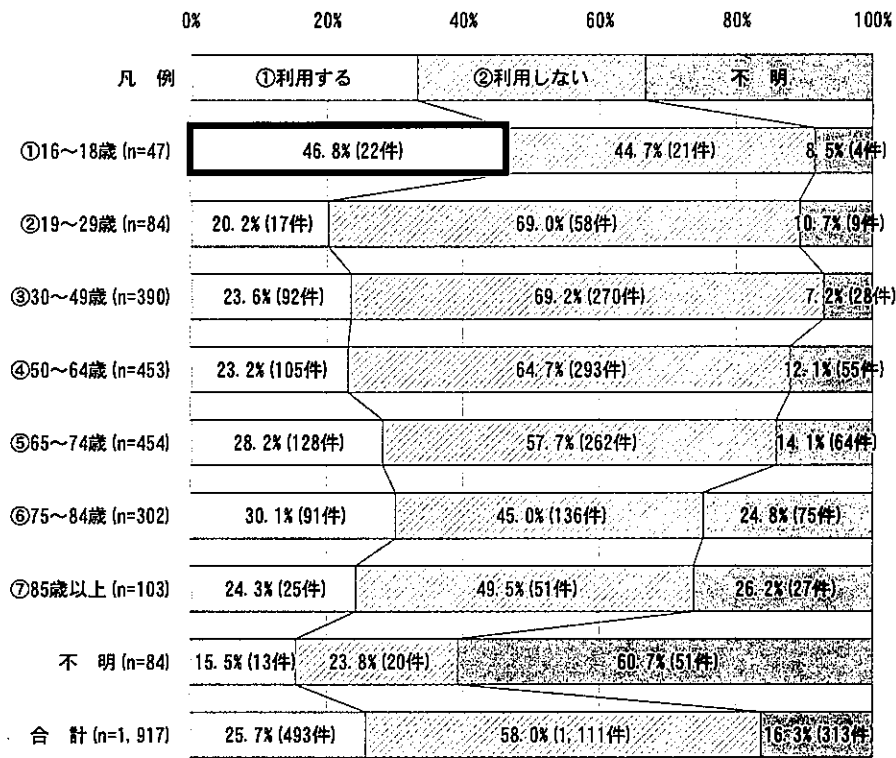 0% 20% 40% 60% 80% 100%
凡 例 ①利用する ②利用しない 不 明
①16～18歳(n=47) 46.8%(22件) 44.7%(21件) 8.5%(4件)
②19～29歳(n=84) 20.2%(17件) 69.0%(58件) 10.7%(9件)
③30～49歳(n=390) 23.6%(92件) 69.2%(270件) 7.2%(28件)
④50～64歳(n=453) 23.2%(105件) 64.7%(293件) 12.1%(55件)
⑤65～74歳(n=454) 28.2%(128件) 57.7%(262件) 14.1%(64件)
⑥75～84歳(n=302) 30.1%(91件) 45.0%(136件) 24.8%(75件)
⑦85歳以上(n=103) 24.3%(25件) 49.5%(51件) 26.2%(27件)
不 明(n=84) 15.5%(13件) 23.8%(20件) 60.7%(51件)
合 計(n=1,917) 25.7%(493件) 58.0%(1,111件) 16.3%(313件)